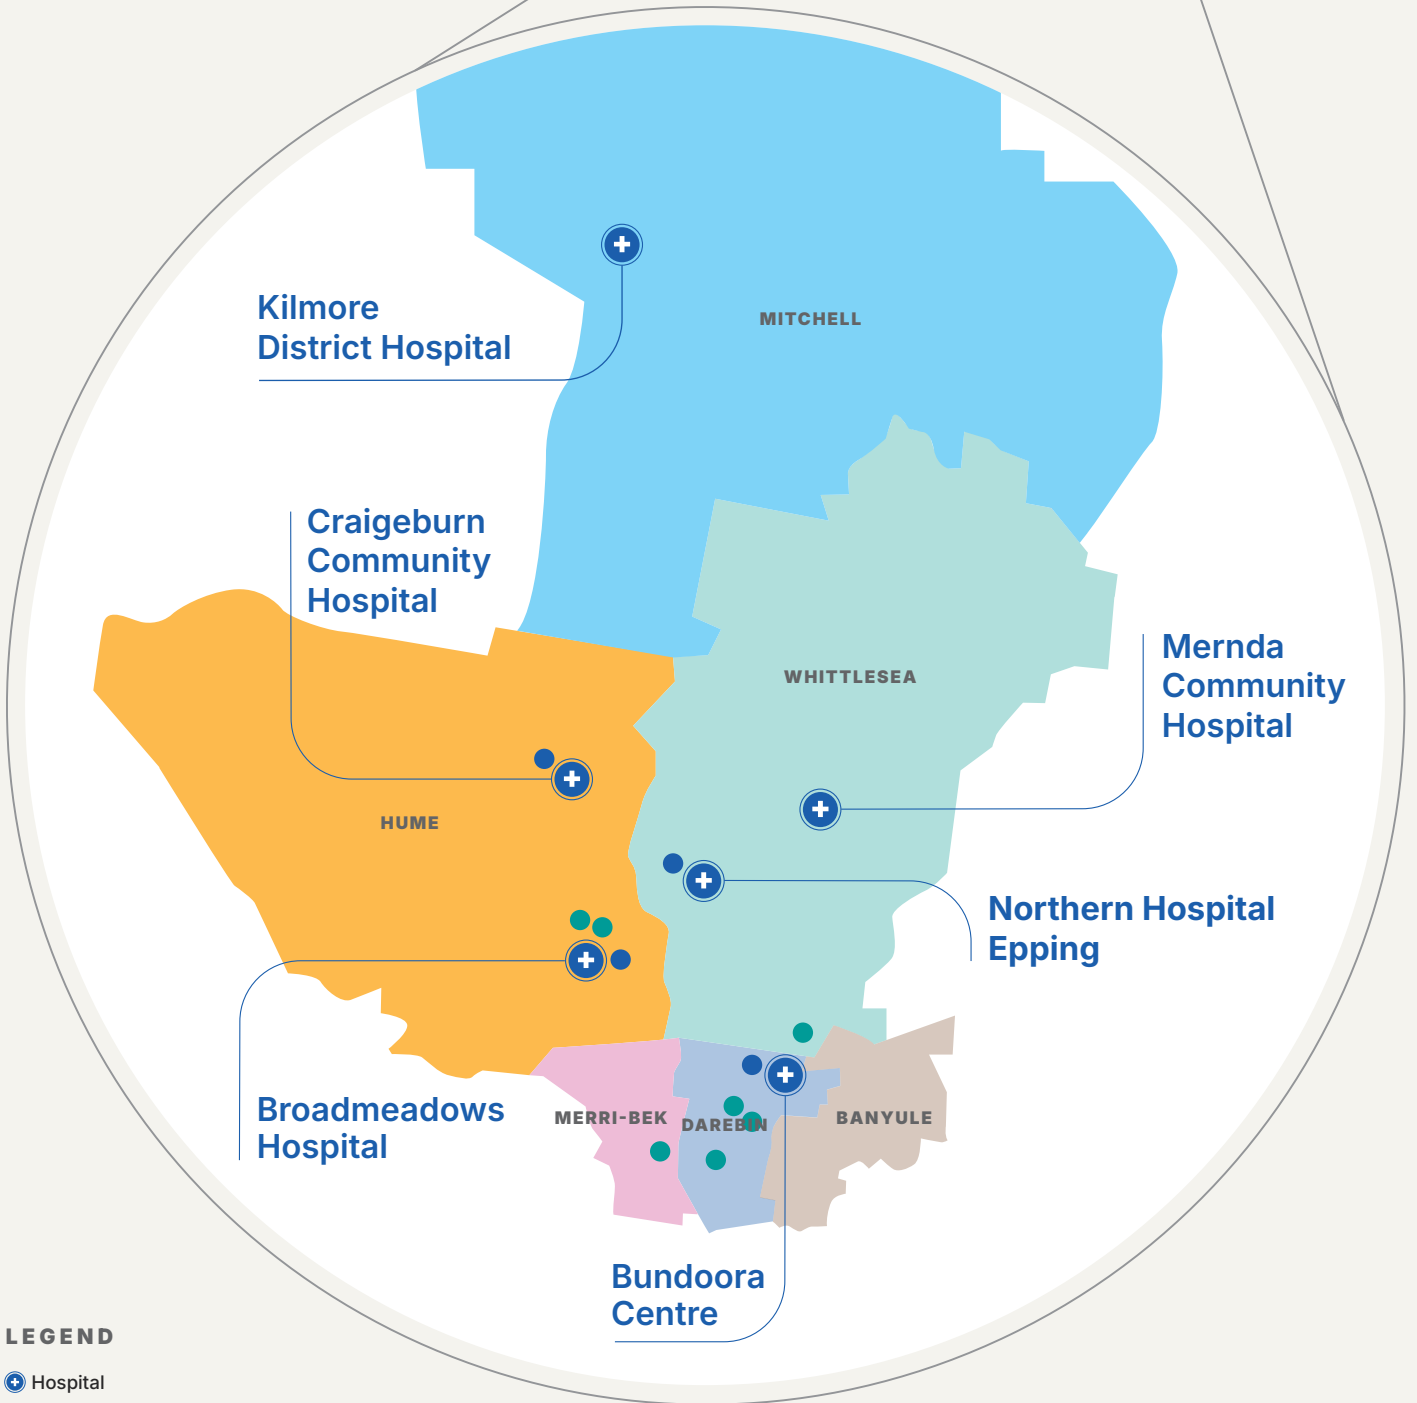 Kilmore
District Hospital
MITCHELL
Craigeburn
Community
Hospital
Mernda
Community
Hospital
WHITTLESEA
HUME
Northern Hospital
Epping
Broadmeadows
Hospital
MERRI-BEK
DAREBIN
BANYULE
Bundoora
Centre
LEGEND
Hospital